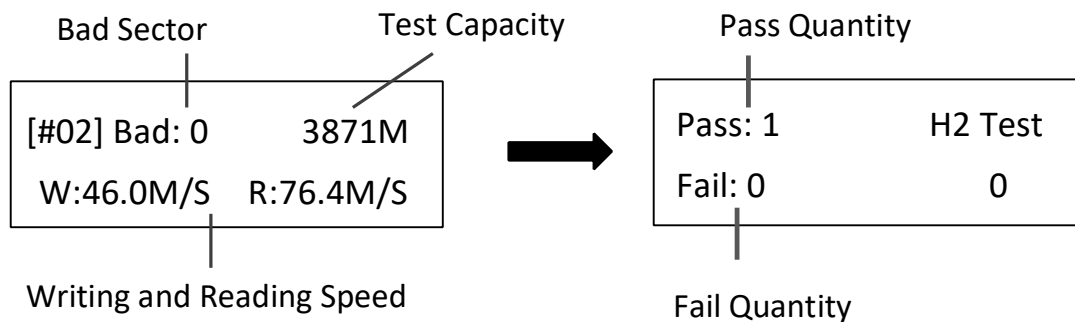 Bad Sector
Test Capacity
[#02] Bad: 0 3871M
W:46.0M/S R:76.4M/S
Writing and Reading Speed
Pass Quantity
Pass: 1 H2 Test
Fail: 0 0
Fail Quantity